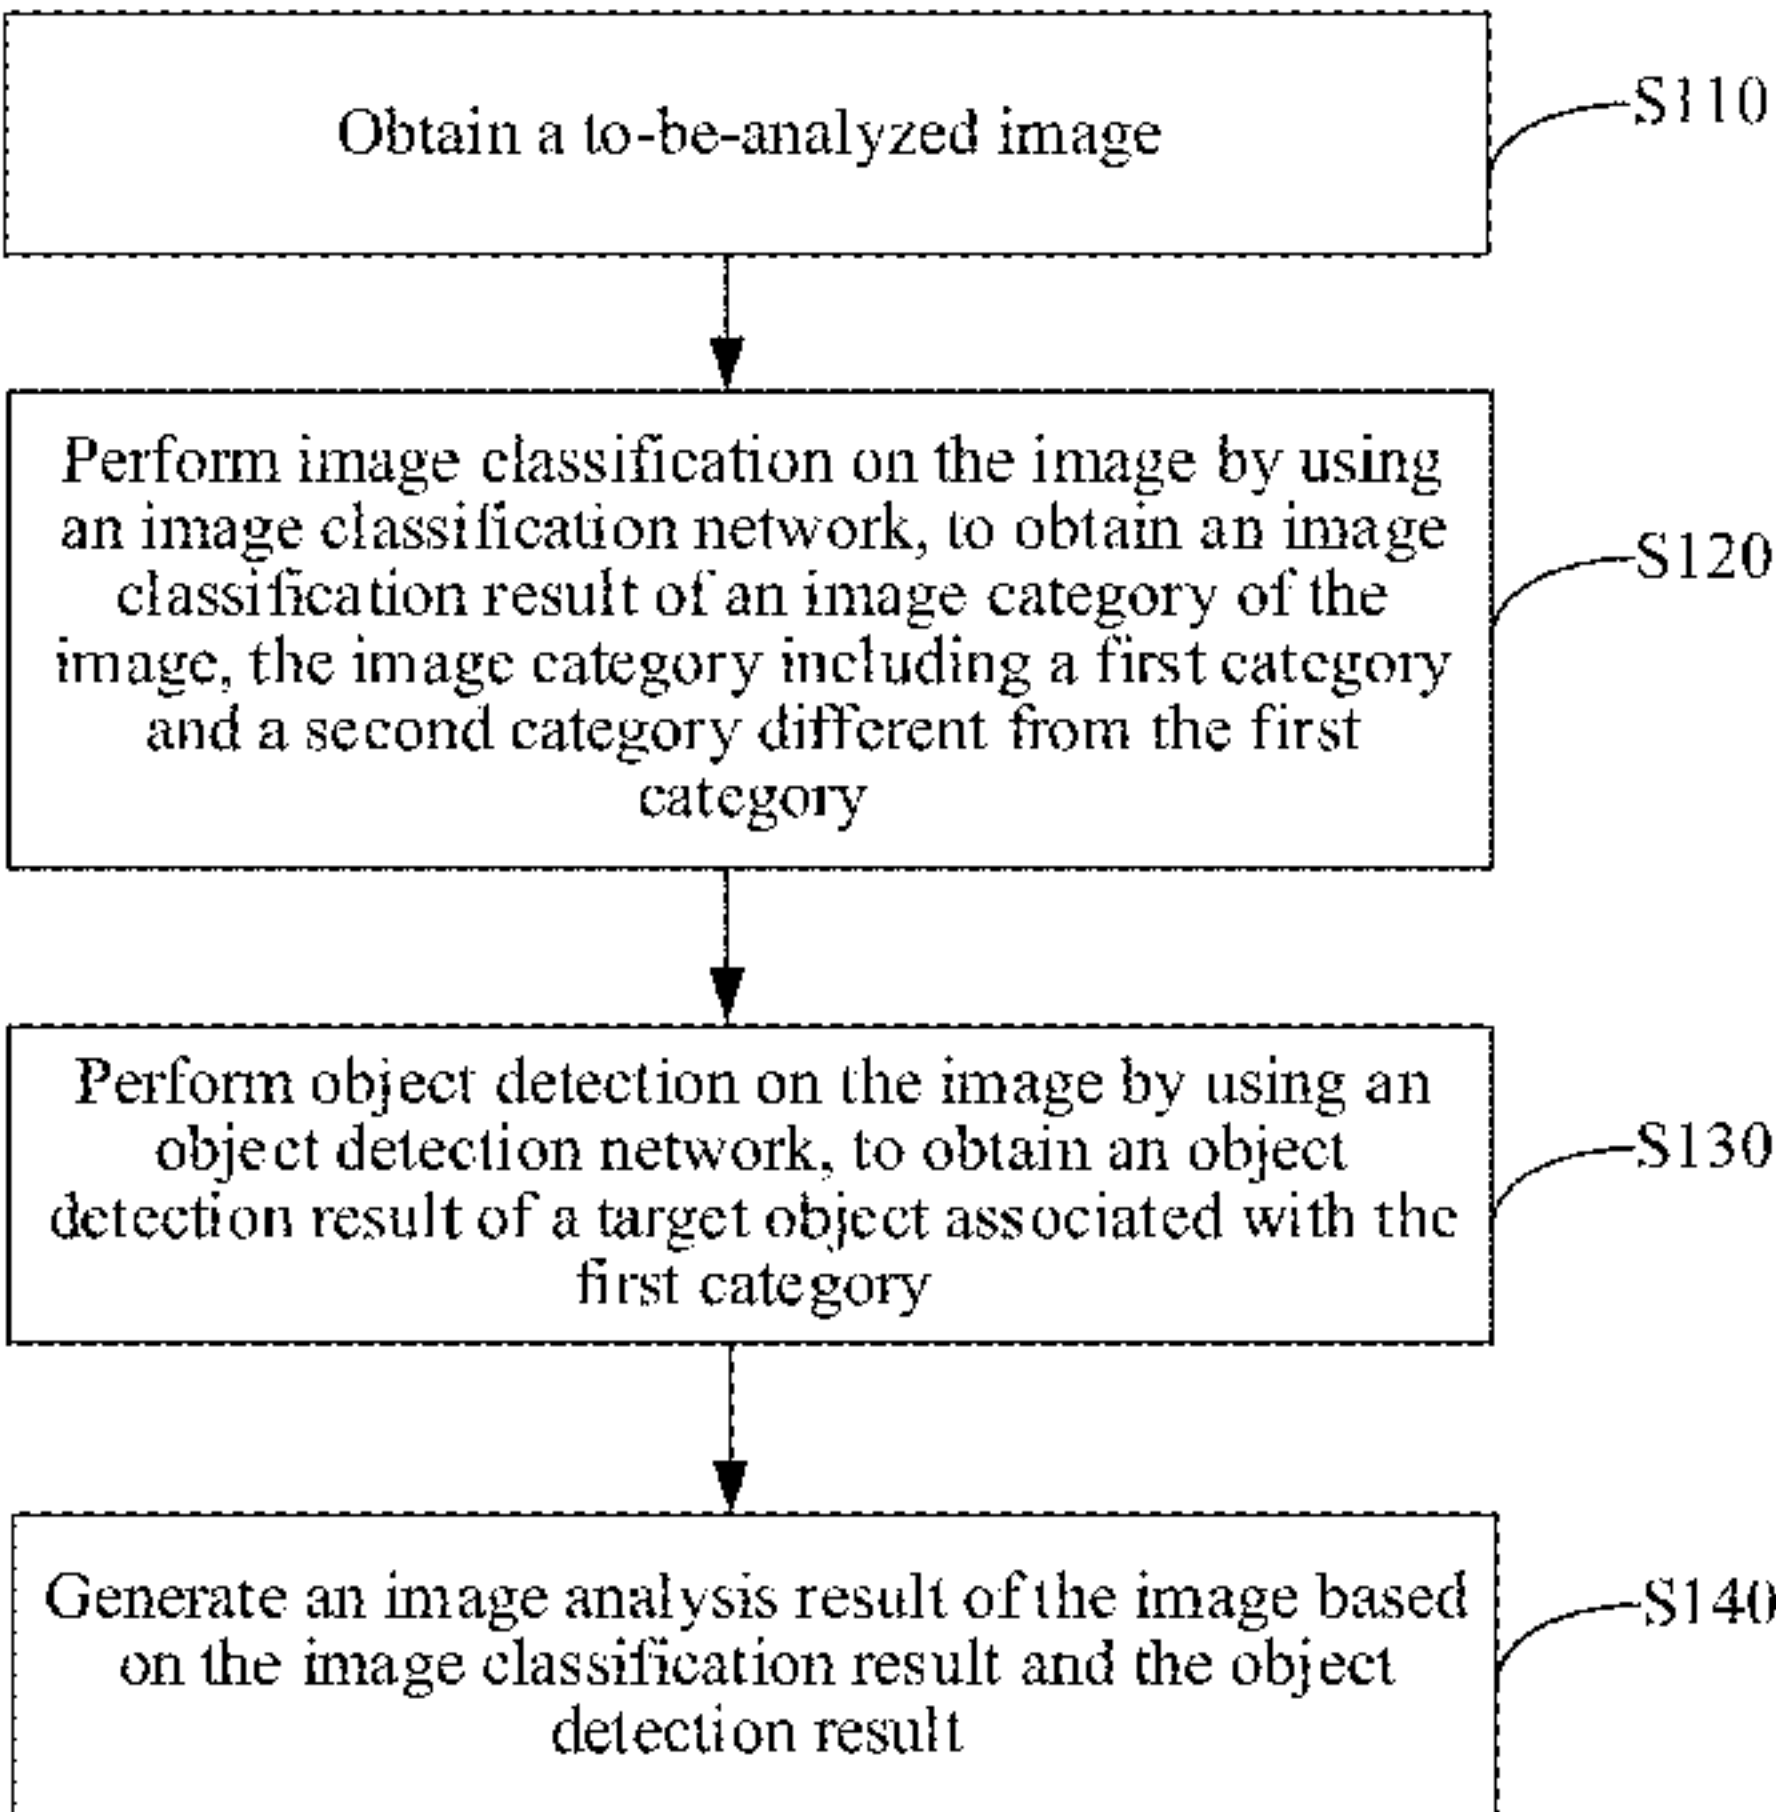 Obtain a to-be-analyzed image
S110
Perform image classification on the image by using
an image classification network, to obtain an image
classification result of an image category of the
image, the image category including a first category
and a second category different from the first
category
S120
Perform object detection on the image by using an
object detection network, to obtain an object
detection result of a target object associated with the
first category
S130
Generate an image analysis result of the image based
on the image classification result and the object
detection result
S140